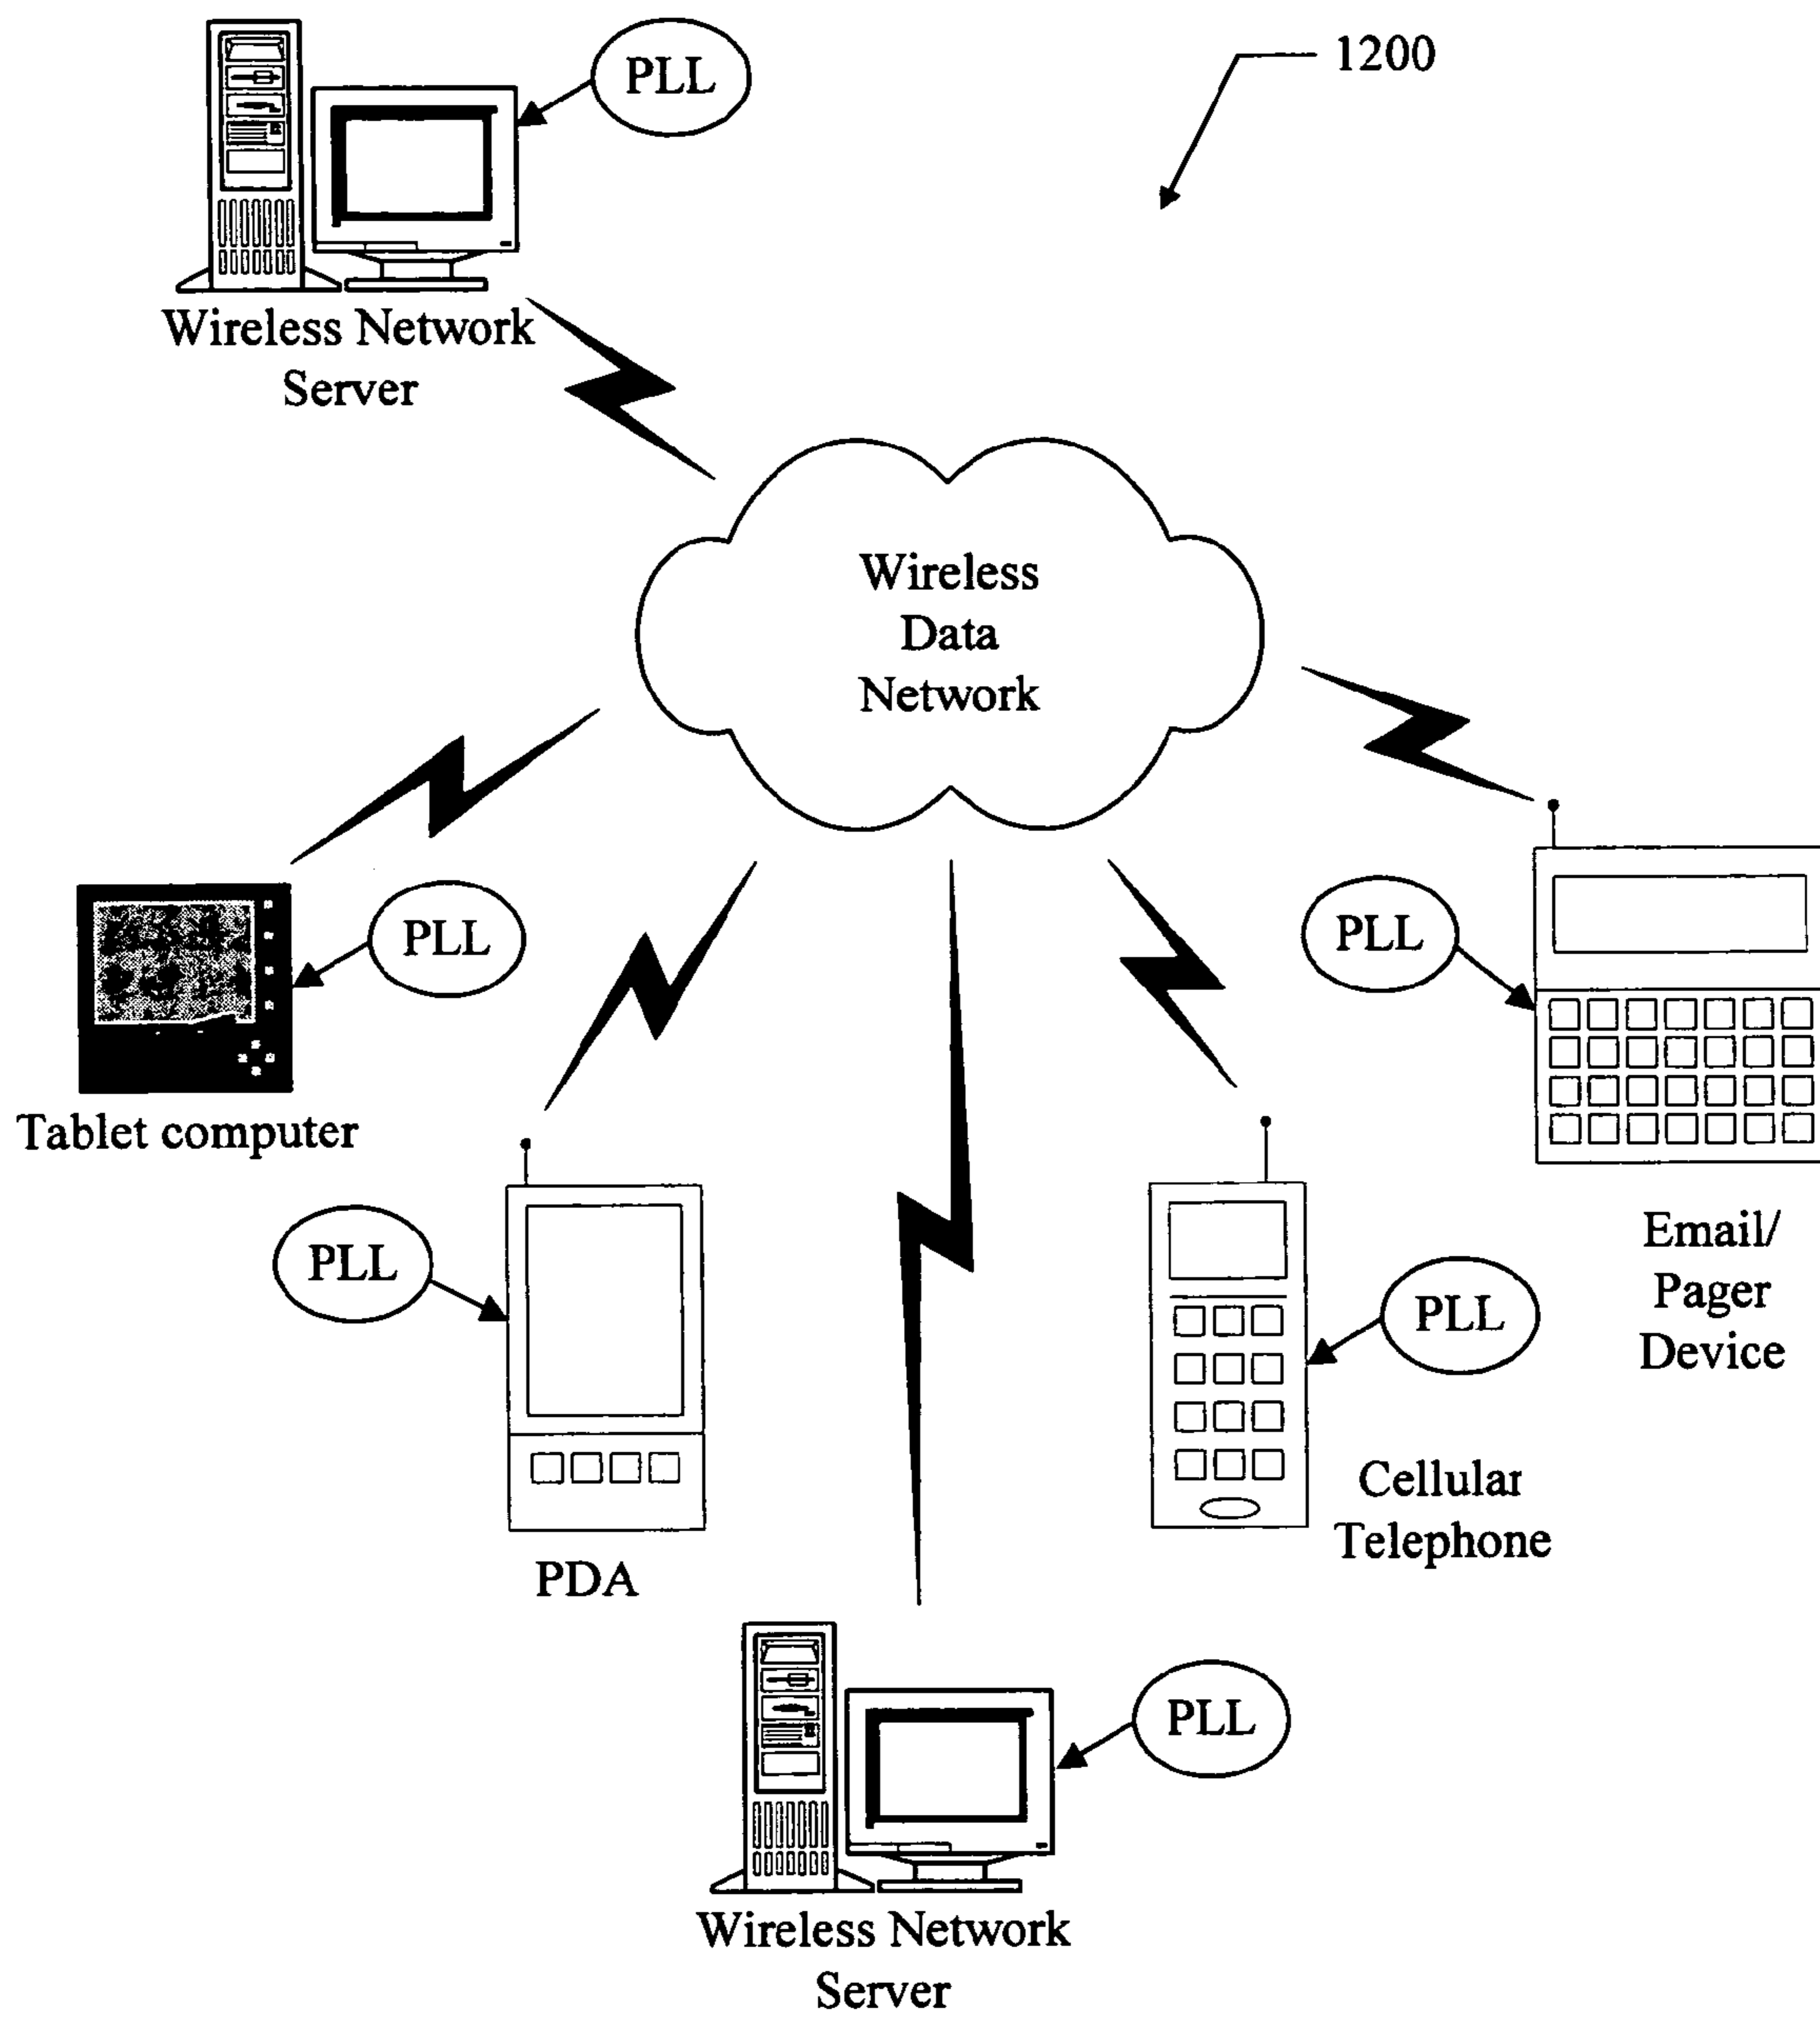 PLL
1200
Wireless Network
Server
Wireless
Data
Network
PLL
Tablet computer
PLL
PLL
PDA
PLL
Cellular
Telephone
Email/
Pager
Device
PLL
Wireless Network
Server